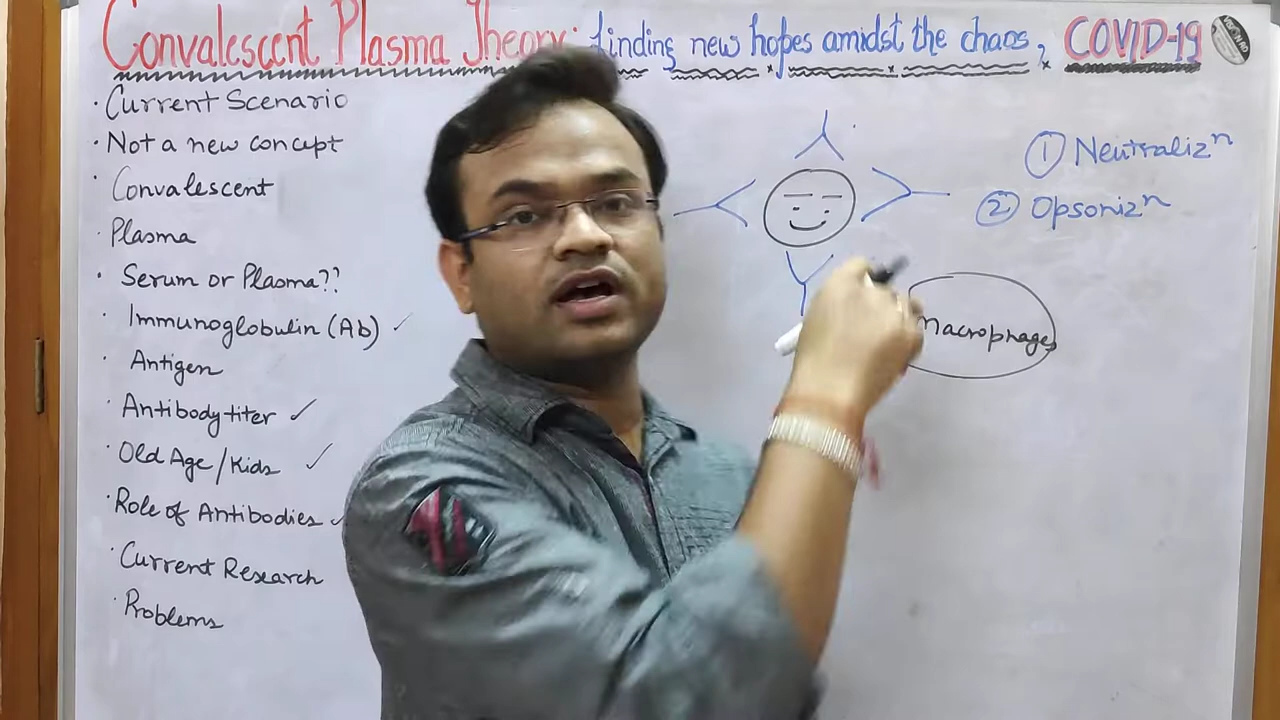 Convalescent Plasma Theory: finding new hopes amidst the chaos, COVID-19
· Current Scenario
· Not a new concept
· Convalescent
· Plasma
· Serum or Plasma??
· Immunoglobulin (Ab) ✓
· Antigen
· Antibody titer ✓
· Old Age/Kids ✓
· Role of Antibodies ✓
· Current Research
· Problems
① Neutralizⁿ
② Opsonizⁿ
Macrophages